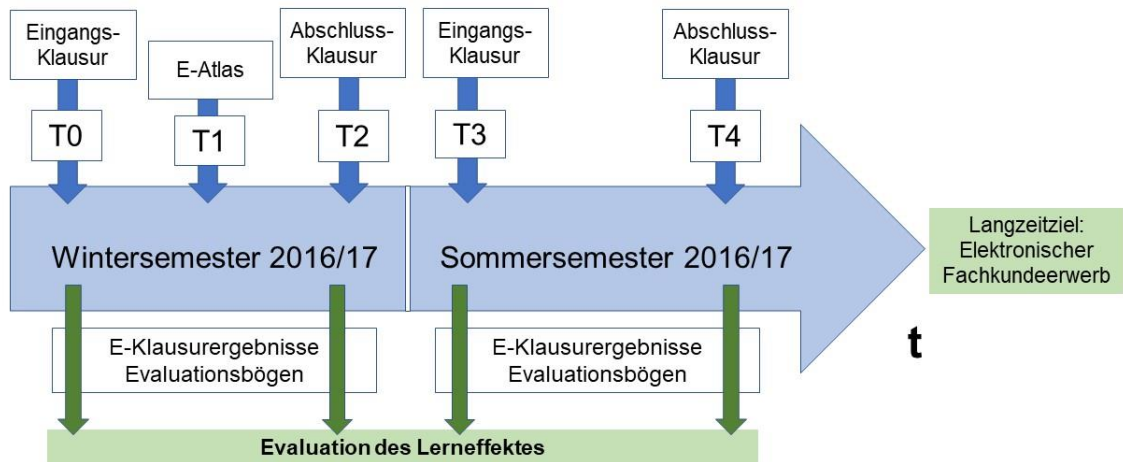 Eingangs-
Klausur
E-Atlas
Abschluss-
Klausur
Eingangs-
Klausur
Abschluss-
Klausur
T0
T1
T2
T3
T4
Wintersemester 2016/17
Sommersemester 2016/17
Langzeitziel:
Elektronischer
Fachkundeerwerb
t
E-Klausurergebnisse
Evaluationsbögen
E-Klausurergebnisse
Evaluationsbögen
Evaluation des Lerneffektes